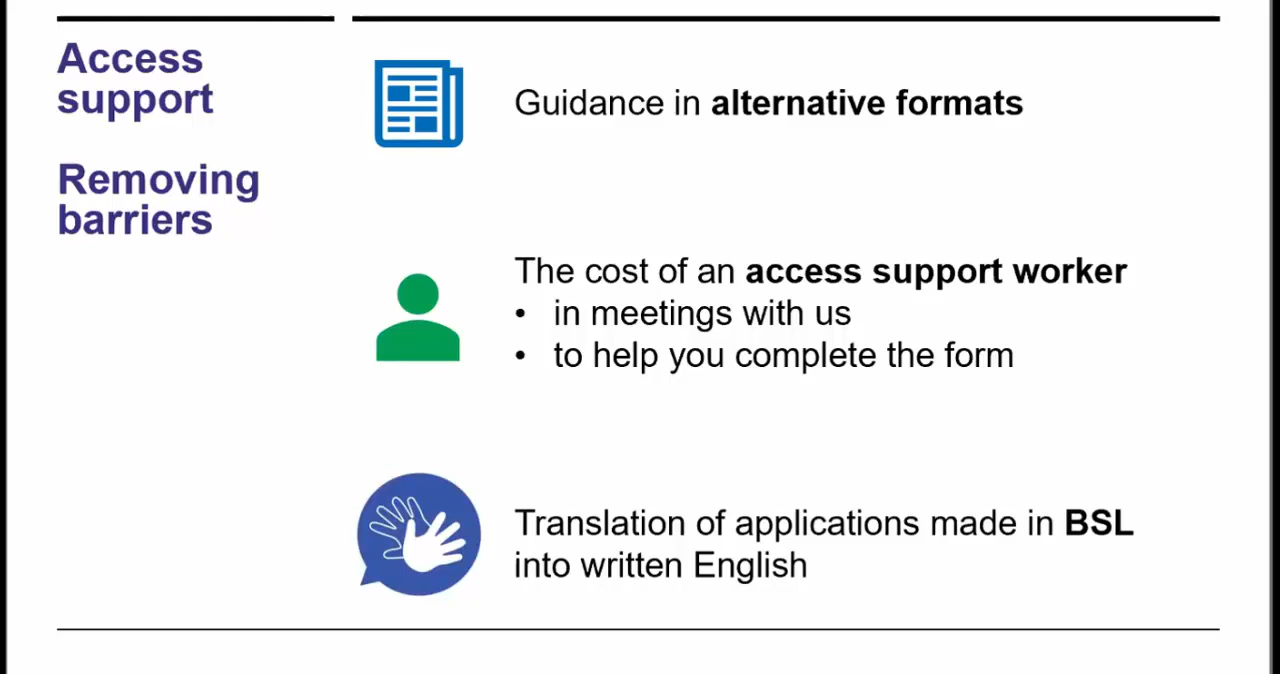 Access
support
Removing
barriers
Guidance in alternative formats
The cost of an access support worker
• in meetings with us
• to help you complete the form
Translation of applications made in BSL
into written English